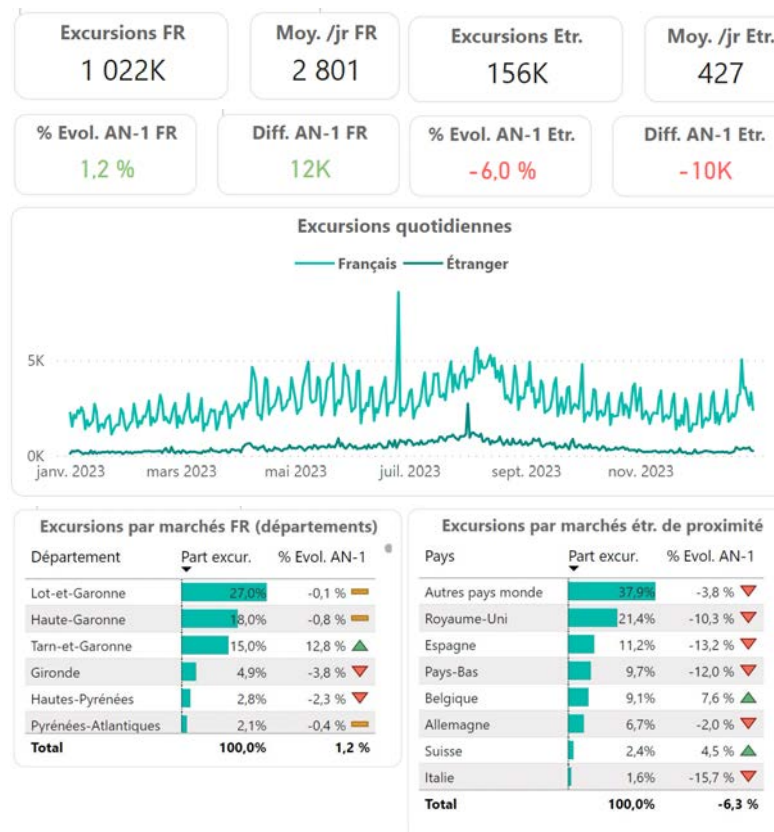 Excursions FR
1 022K
Moy. /jr FR
2 801
Excursions Etr.
156K
Moy. /jr Etr.
427
% Evol. AN-1 FR
1,2 %
Diff. AN-1 FR
12K
% Evol. AN-1 Etr.
-6,0 %
Diff. AN-1 Etr.
-10K
Excursions quotidiennes
Français Étranger
5K
0K
janv. 2023 mars 2023 mai 2023 juil. 2023 sept. 2023 nov. 2023
Excursions par marchés FR (départements)
Département Part excur. % Evol. AN-1
Lot-et-Garonne 27,0% -0,1 %
Haute-Garonne 18,0% -0,8 %
Tarn-et-Garonne 15,0% 12,8 %
Gironde 4,9% -3,8 %
Hautes-Pyrénées 2,8% -2,3 %
Pyrénées-Atlantiques 2,1% -0,4 %
Total 100,0% 1,2 %
Excursions par marchés étr. de proximité
Pays Part excur. % Evol. AN-1
Autres pays monde 37,9% -3,8 %
Royaume-Uni 21,4% -10,3 %
Espagne 11,2% -13,2 %
Pays-Bas 9,7% -12,0 %
Belgique 9,1% 7,6 %
Allemagne 6,7% -2,0 %
Suisse 2,4% 4,5 %
Italie 1,6% -15,7 %
Total 100,0% -6,3 %